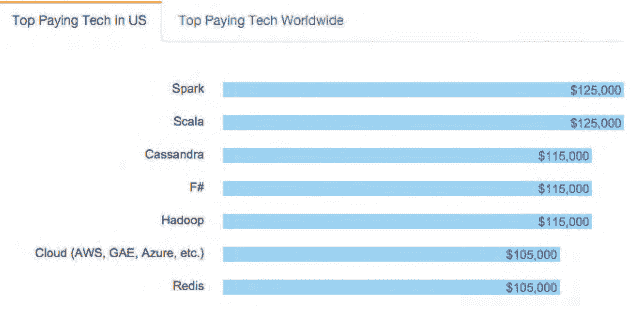 Top Paying Tech in US Top Paying Tech Worldwide
Spark $125,000
Scala $125,000
Cassandra $115,000
F# $115,000
Hadoop $115,000
Cloud (AWS, GAE, Azure, etc.) $105,000
Redis $105,000